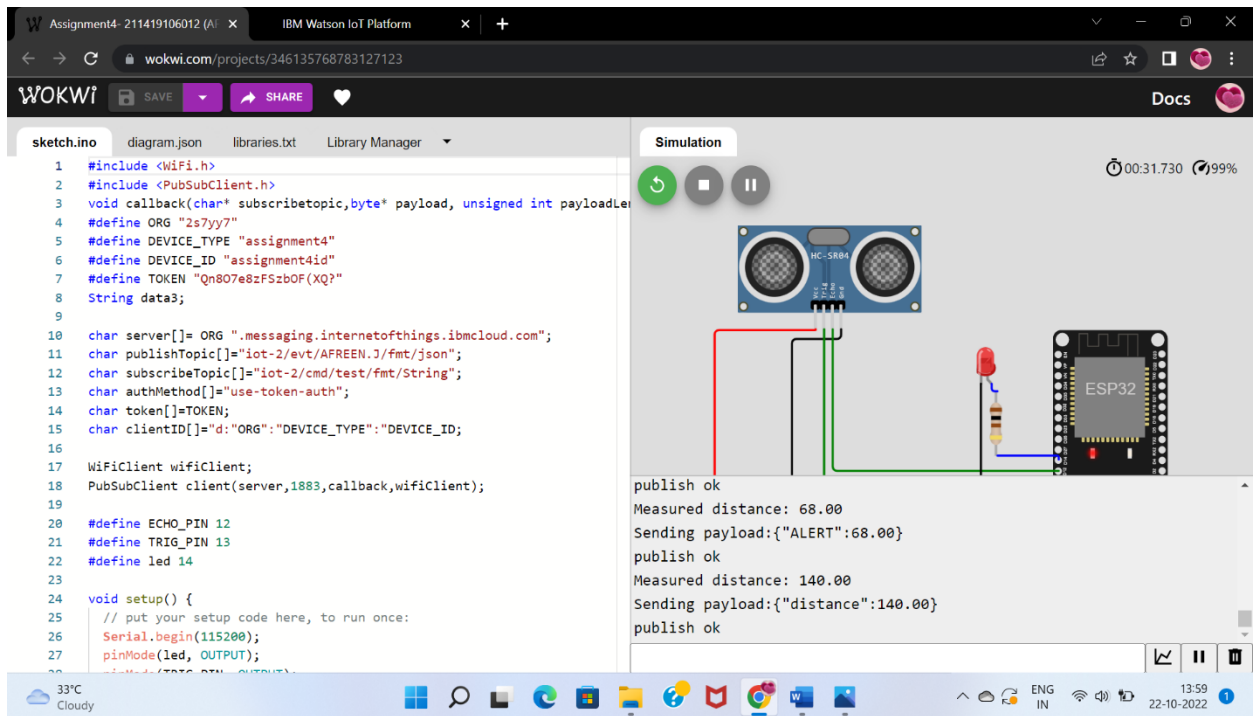 Assignment4- 211419106012 (AF
IBM Watson IoT Platform
wokwi.com/projects/346135768783127123
WOKWI
SAVE
SHARE
Docs
sketch.ino
diagram.json
libraries.txt
Library Manager
1 #include <WiFi.h>
2 #include <PubSubClient.h>
3 void callback(char* subscribetopic,byte* payload, unsigned int payloadLe
4 #define ORG "2s7yy7"
5 #define DEVICE_TYPE "assignment4"
6 #define DEVICE_ID "assignment4id"
7 #define TOKEN "Qn8O7e8zFSzbOF(XQ?"
8 String data3;
9
10 char server[]= ORG ".messaging.internetofthings.ibmcloud.com";
11 char publishTopic[]="iot-2/evt/AFREEN.J/fmt/json";
12 char subscribeTopic[]="iot-2/cmd/test/fmt/String";
13 char authMethod[]="use-token-auth";
14 char token[]=TOKEN;
15 char clientID[]="d:"ORG":"DEVICE_TYPE":"DEVICE_ID;
16
17 WiFiClient wifiClient;
18 PubSubClient client(server,1883,callback,wifiClient);
19
20 #define ECHO_PIN 12
21 #define TRIG_PIN 13
22 #define led 14
23
24 void setup() {
25 // put your setup code here, to run once:
26 Serial.begin(115200);
27 pinMode(led, OUTPUT);
Simulation
00:31.730 99%
HC-SR04
Vcc
Trig
Echo
Gnd
ESP32
publish ok
Measured distance: 68.00
Sending payload:{"ALERT":68.00}
publish ok
Measured distance: 140.00
Sending payload:{"distance":140.00}
publish ok
33°C
Cloudy
ENG
IN
13:59
22-10-2022
1